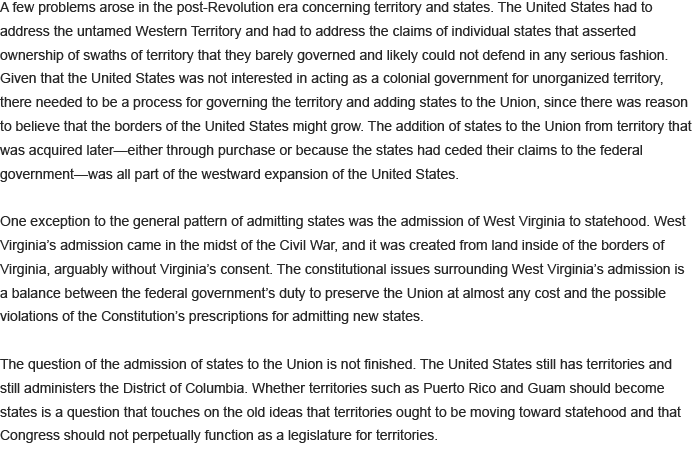 A few problems arose in the post-Revolution era concerning territory and states. The United States had to
address the untamed Western Territory and had to address the claims of individual states that asserted
ownership of swaths of territory that they barely governed and likely could not defend in any serious fashion.
Given that the United States was not interested in acting as a colonial government for unorganized territory,
there needed to be a process for governing the territory and adding states to the Union, since there was reason
to believe that the borders of the United States might grow. The addition of states to the Union from territory that
was acquired later—either through purchase or because the states had ceded their claims to the federal
government—was all part of the westward expansion of the United States.
One exception to the general pattern of admitting states was the admission of West Virginia to statehood. West
Virginia’s admission came in the midst of the Civil War, and it was created from land inside of the borders of
Virginia, arguably without Virginia’s consent. The constitutional issues surrounding West Virginia’s admission is
a balance between the federal government’s duty to preserve the Union at almost any cost and the possible
violations of the Constitution’s prescriptions for admitting new states.
The question of the admission of states to the Union is not finished. The United States still has territories and
still administers the District of Columbia. Whether territories such as Puerto Rico and Guam should become
states is a question that touches on the old ideas that territories ought to be moving toward statehood and that
Congress should not perpetually function as a legislature for territories.